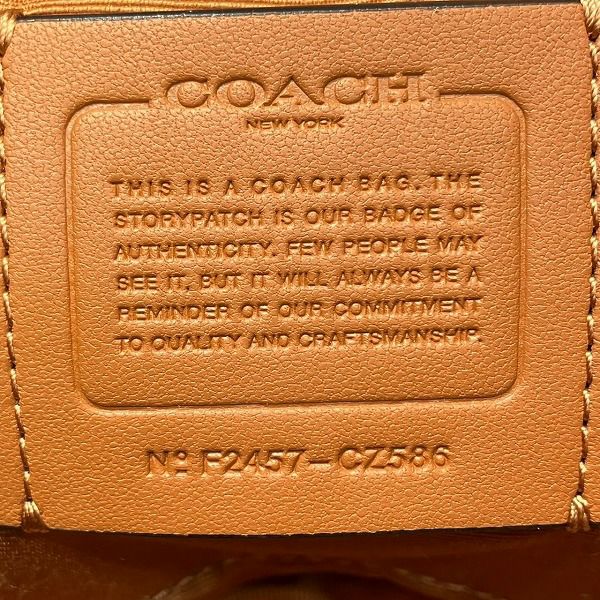 COACH
NEW YORK
THIS IS A COACH BAG. THE
STORYPATCH IS OUR BADGE OF
AUTHENTICITY. FEW PEOPLE MAY
SEE IT, BUT IT WILL ALWAYS BE A
REMINDER OF OUR COMMITMENT
TO QUALITY AND CRAFTSMANSHIP.
Nº F2457-CZ586